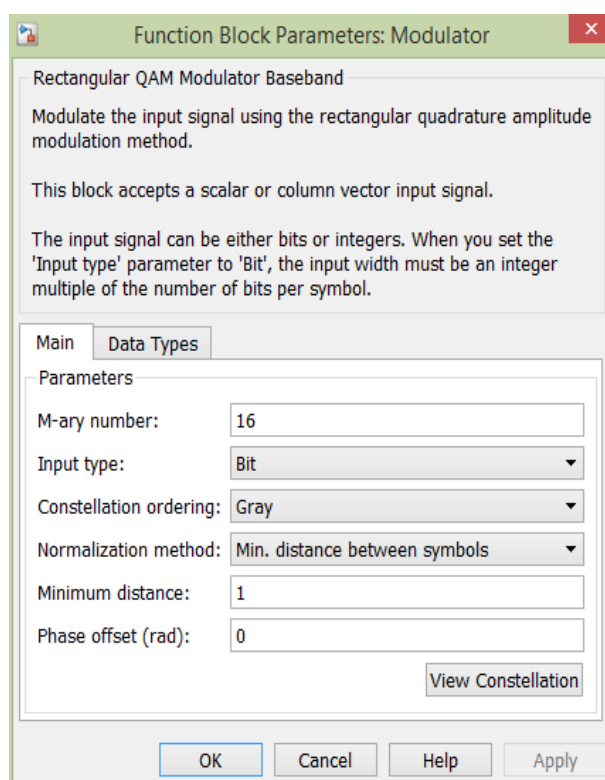 Function Block Parameters: Modulator
Rectangular QAM Modulator Baseband
Modulate the input signal using the rectangular quadrature amplitude
modulation method.
This block accepts a scalar or column vector input signal.
The input signal can be either bits or integers. When you set the
'Input type' parameter to 'Bit', the input width must be an integer
multiple of the number of bits per symbol.
Main Data Types
Parameters
M-ary number: 16
Input type: Bit
Constellation ordering: Gray
Normalization method: Min. distance between symbols
Minimum distance: 1
Phase offset (rad): 0
View Constellation
OK Cancel Help Apply